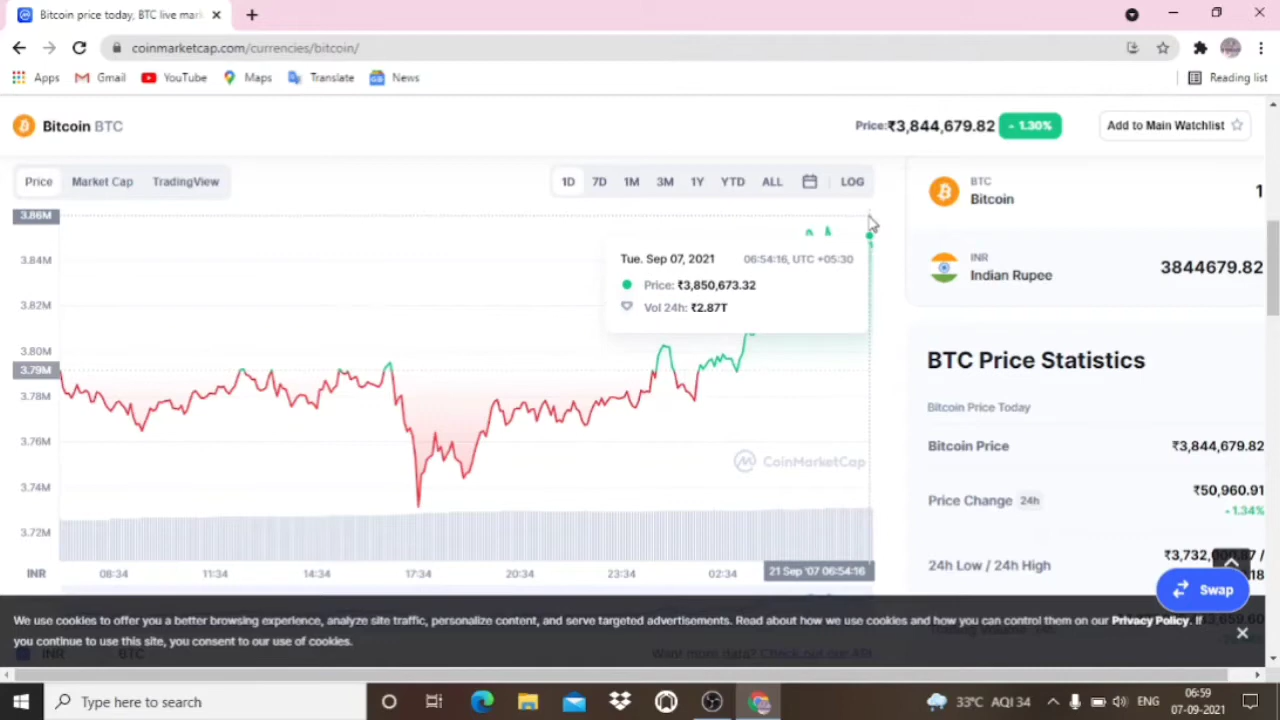 Bitcoin price today, BTC live mar
coinmarketcap.com/currencies/bitcoin/
Apps Gmail YouTube Maps Translate News Reading list
Bitcoin BTC Price:₹3,844,679.82 1.30% Add to Main Watchlist
Price Market Cap TradingView 1D 7D 1M 3M 1Y YTD ALL LOG
BTC
Bitcoin 1
INR
Indian Rupee 3844679.82
3.86M
3.84M
3.82M
3.80M
3.79M
3.78M
3.76M
3.74M
3.72M
Tue. Sep 07, 2021 06:54:16, UTC +05:30
Price: ₹3,850,673.32
Vol 24h: ₹2.87T
CoinMarketCap
INR 08:34 11:34 14:34 17:34 20:34 23:34 02:34 21 Sep '07 06:54:16
BTC Price Statistics
Bitcoin Price Today
Bitcoin Price ₹3,844,679.82
Price Change 24h ₹50,960.91
1.34%
24h Low / 24h High
Swap
We use cookies to offer you a better browsing experience, analyze site traffic, personalize content, and serve targeted advertisements. Read about how we use cookies and how you can control them on our Privacy Policy. If
you continue to use this site, you consent to our use of cookies.
INR BTC Want more data? Check out our API
Type here to search 33°C AQI 34 ENG 06:59
07-09-2021